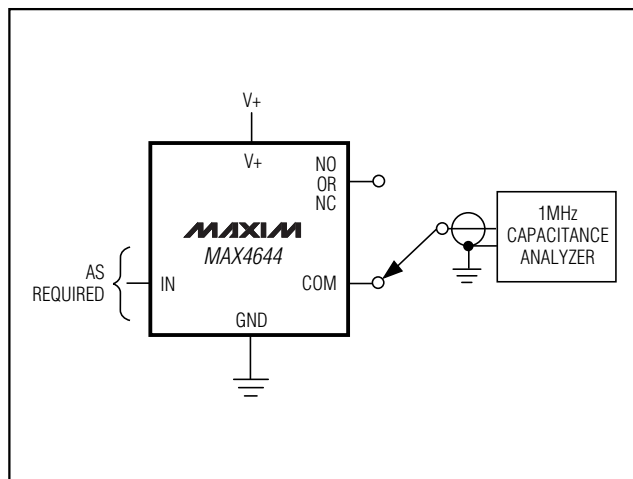 V+
V+
NO
OR
NC
MAXIM
MAX4644
AS
REQUIRED
IN
COM
GND
1MHz
CAPACITANCE
ANALYZER